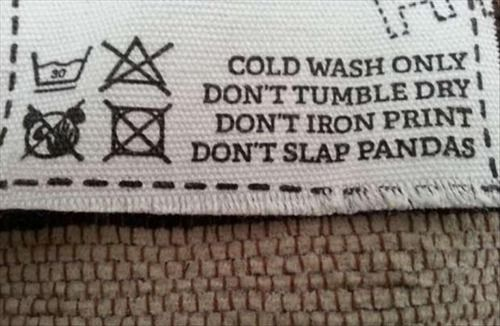 30
COLD WASH ONLY
DON'T TUMBLE DRY
DON'T IRON PRINT
DON'T SLAP PANDAS